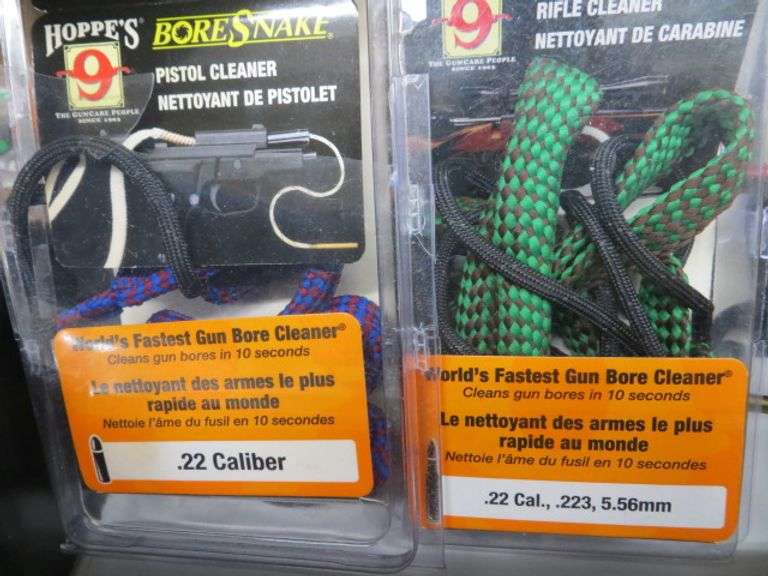 HOPPE'S
9
THE GUNCARE PEOPLE
SINCE 1903
BORESNAKE®
PISTOL CLEANER
NETTOYANT DE PISTOLET
World's Fastest Gun Bore Cleaner®
Cleans gun bores in 10 seconds
Le nettoyant des armes le plus
rapide au monde
Nettoie l'âme du fusil en 10 secondes
.22 Caliber
9
THE GUNCARE PEOPLE
SINCE 1903
RIFLE CLEANER
NETTOYANT DE CARABINE
World's Fastest Gun Bore Cleaner®
Cleans gun bores in 10 seconds
Le nettoyant des armes le plus
rapide au monde
Nettoie l'âme du fusil en 10 secondes
.22 Cal., .223, 5.56mm